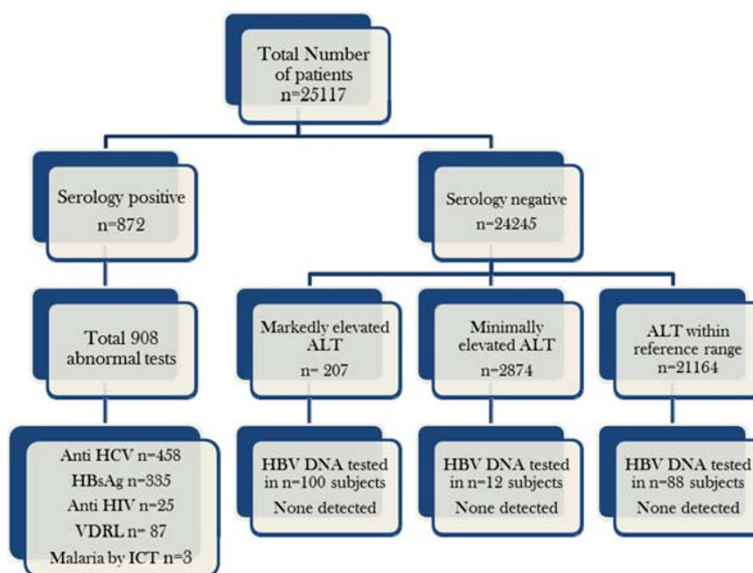 Total Number
of patients
n=25117
Serology positive
n=872
Serology negative
n=24245
Total 908
abnormal tests
Markedly elevated
ALT
n= 207
Minimally
elevated ALT
n=2874
ALT within
reference range
n=21164
Anti HCV n=458
HBsAg n=335
Anti HIV n=25
VDRL n= 87
Malaria by ICT n=3
HBV DNA tested
in n=100 subjects
None detected
HBV DNA tested
in n=12 subjects
None detected
HBV DNA tested
in n=88 subjects
None detected